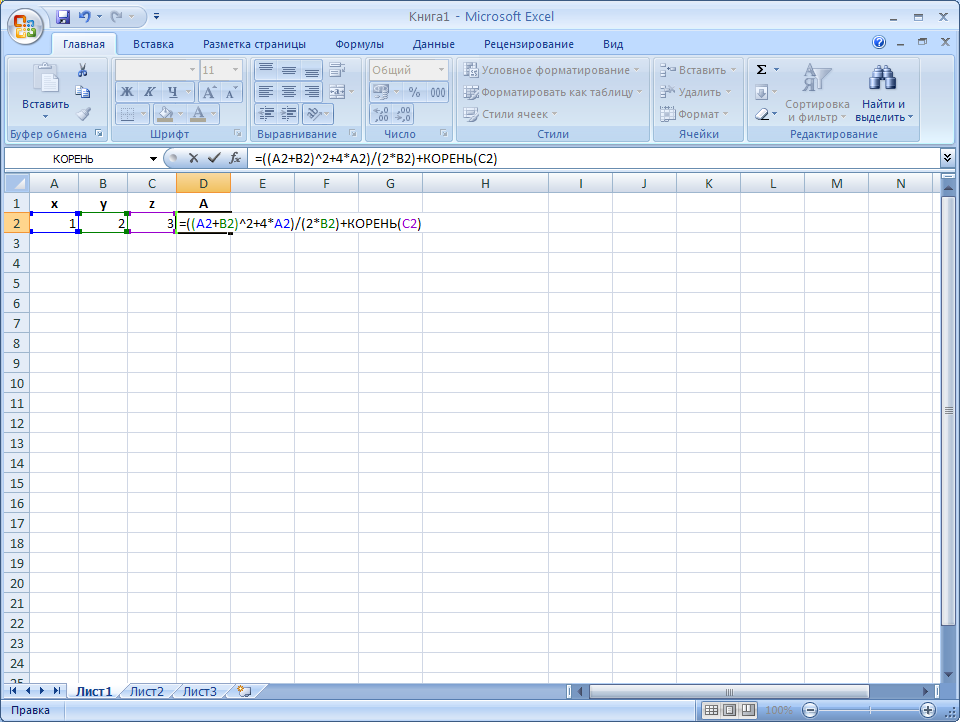 Книга1 - Microsoft Excel
Главная Вставка Разметка страницы Формулы Данные Рецензирование Вид
Вставить
Буфер обмена
11
Ж К Ч А А
А
Шрифт
Выравнивание
Общий
% 000
,00 ,0
Число
Условное форматирование
Форматировать как таблицу
Стили ячеек
Стили
Вставить
Удалить
Формат
Ячейки
Σ
Сортировка и фильтр
Найти и выделить
Редактирование
КОРЕНЬ fx =((A2+B2)^2+4*A2)/(2*B2)+КОРЕНЬ(C2)
A B C D E F G H I J K L M N
1 x y z A
2 1 2 3 =((A2+B2)^2+4*A2)/(2*B2)+КОРЕНЬ(C2)
3
4
5
6
7
8
9
10
11
12
13
14
15
16
17
18
19
20
21
22
23
24
25
Лист1 Лист2 Лист3
Правка 100%